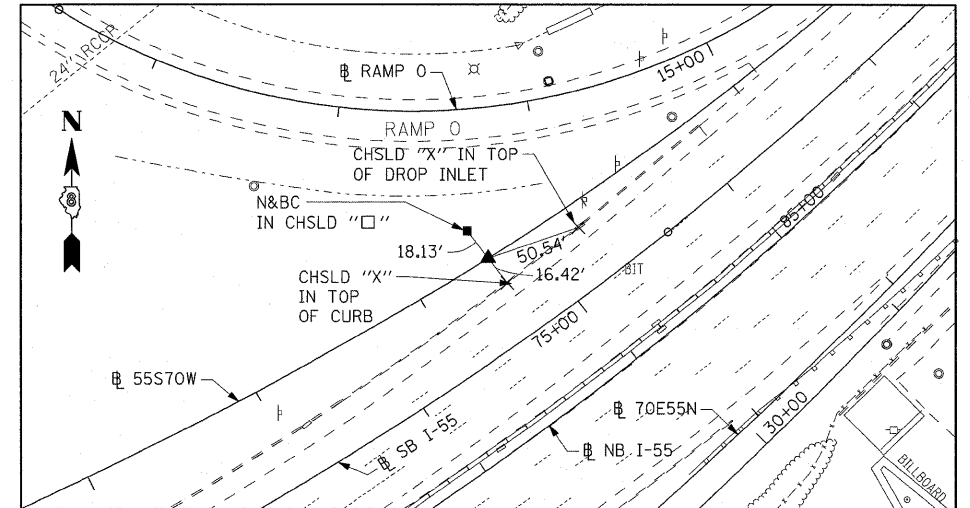 24" RCCP
N
8
℄ RAMP O
15+00
RAMP O
CHSLD "X" IN TOP
OF DROP INLET
N&BC
IN CHSLD "□"
18.13'
50.54'
16.42'
CHSLD "X"
IN TOP
OF CURB
BIT
85+00
75+00
℄ 55S70W
℄ SB I-55
℄ NB I-55
℄ 70E55N
30+00
BILLBOARD